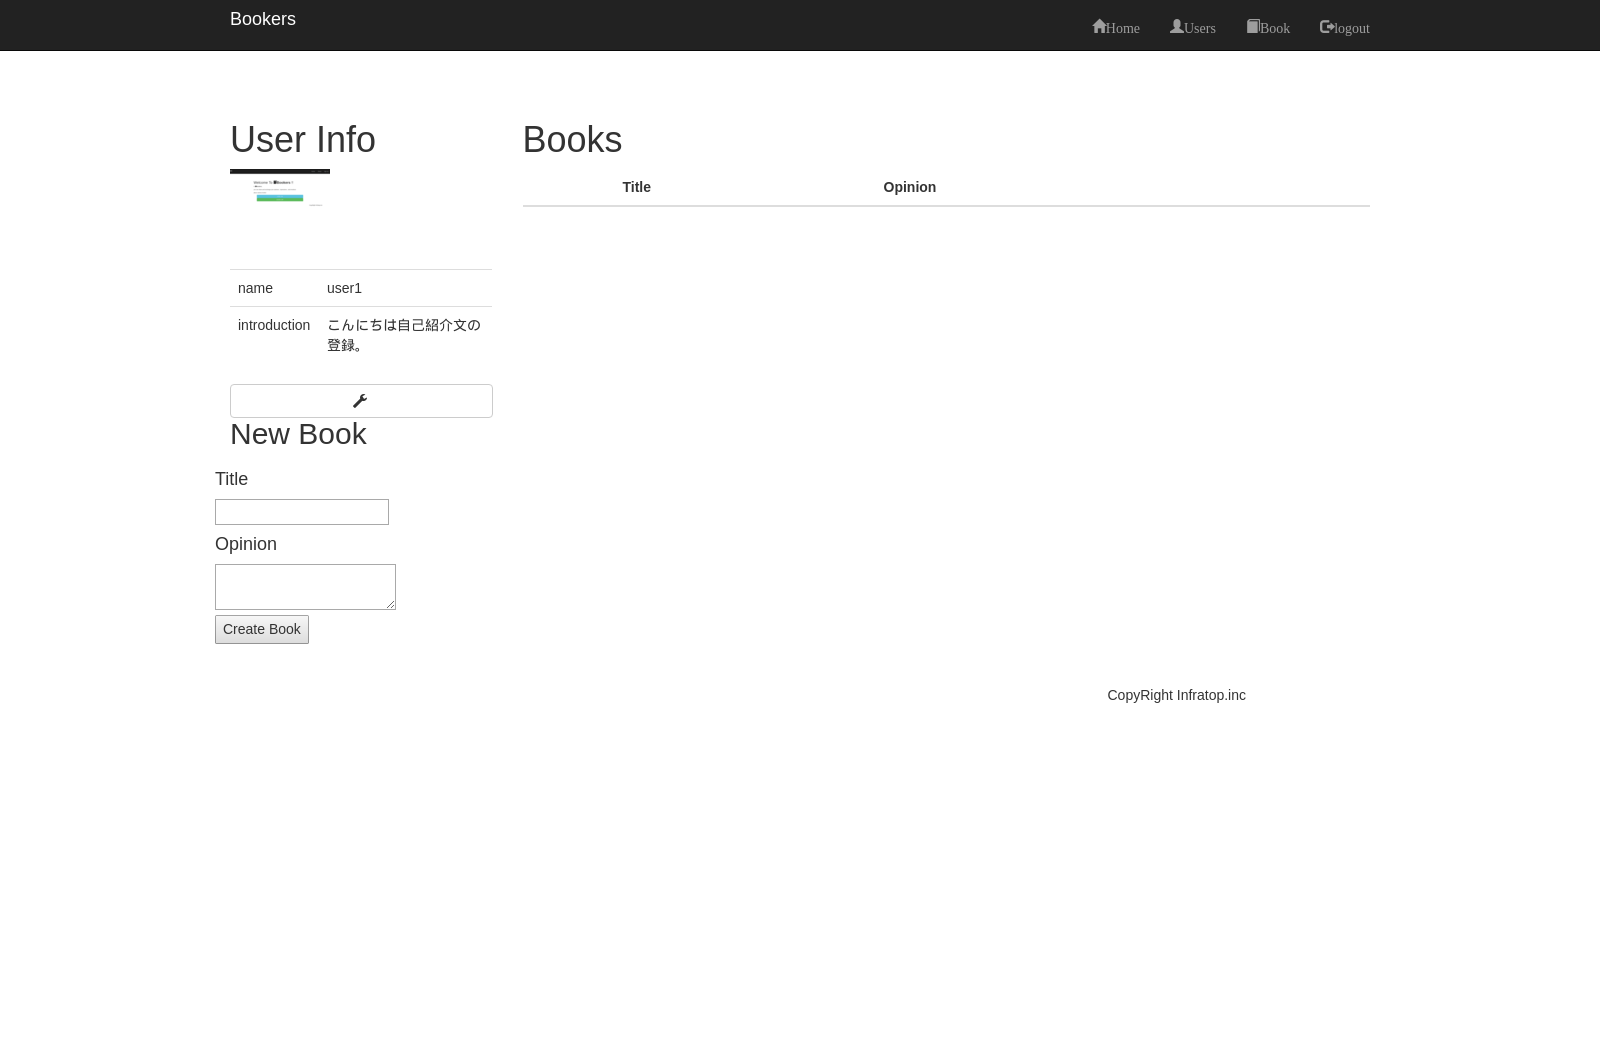 Bookers
Home Users Book logout
User Info
name user1
introduction こんにちは自己紹介文の
登録。
New Book
Title
Opinion
Create Book
Books
Title Opinion
CopyRight Infratop.inc